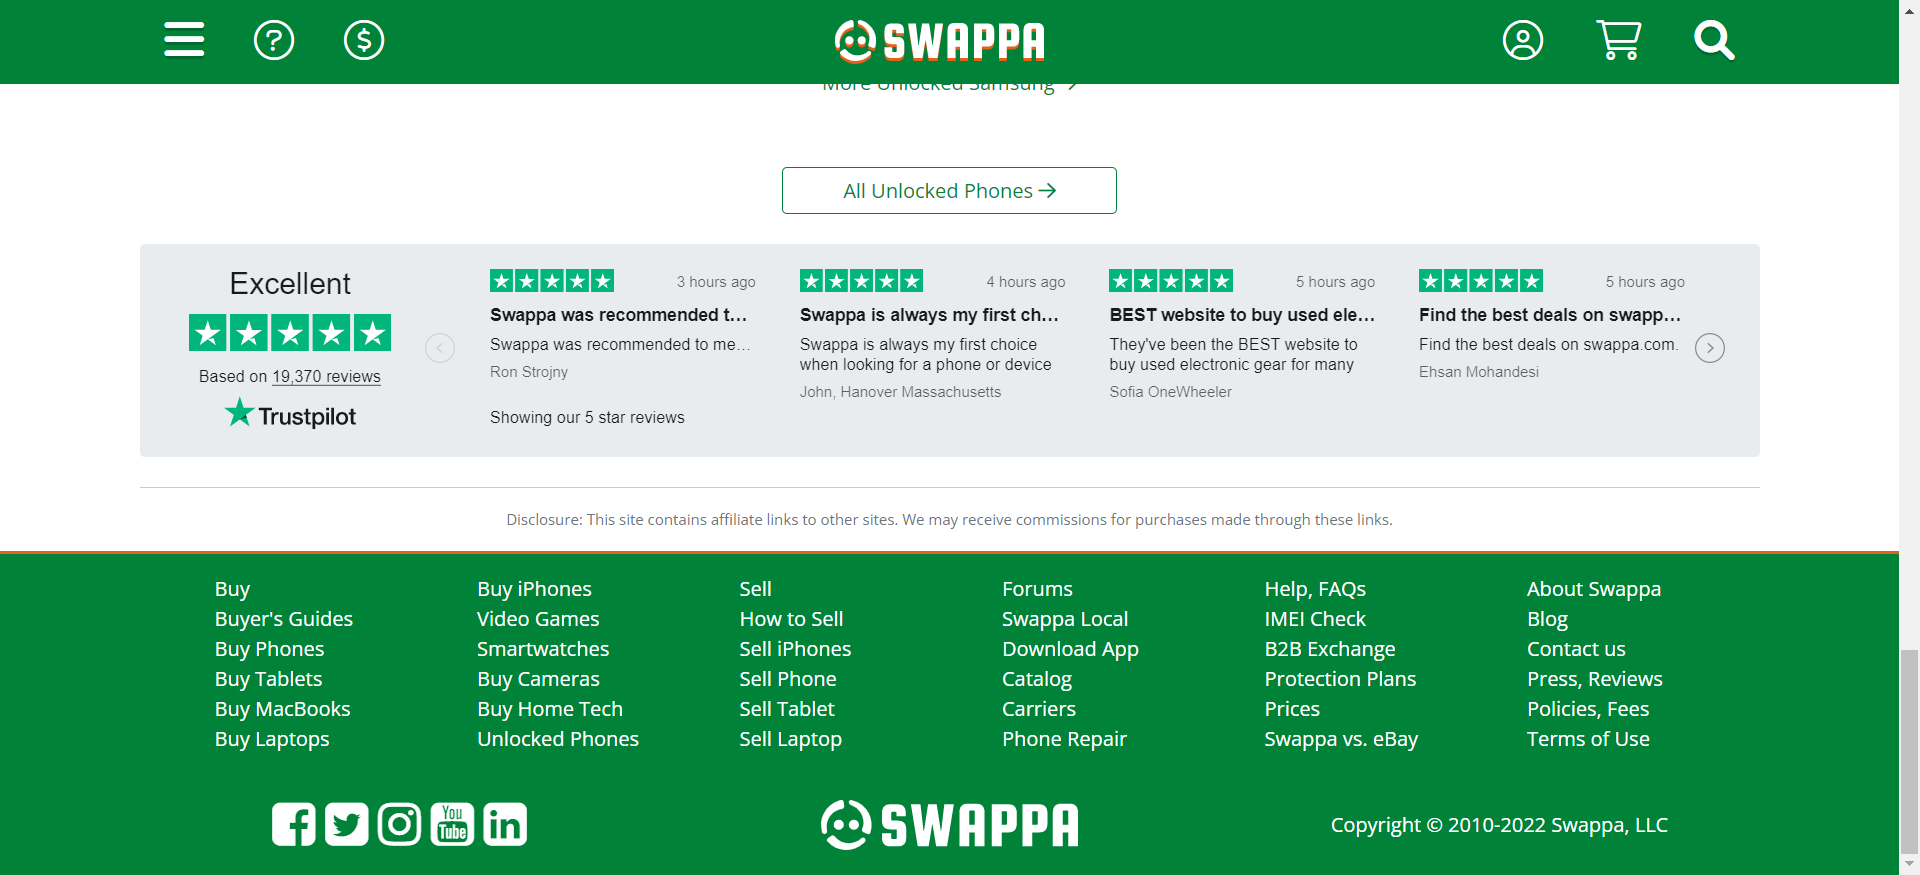 SWAPPA
More Unlocked Samsung
All Unlocked Phones
Excellent
Based on 19,370 reviews
Trustpilot
3 hours ago
Swappa was recommended t...
Swappa was recommended to me...
Ron Strojny
Showing our 5 star reviews
4 hours ago
Swappa is always my first ch...
Swappa is always my first choice
when looking for a phone or device
John, Hanover Massachusetts
5 hours ago
BEST website to buy used ele...
They've been the BEST website to
buy used electronic gear for many
Sofia OneWheeler
5 hours ago
Find the best deals on swapp...
Find the best deals on swappa.com.
Ehsan Mohandesi
Disclosure: This site contains affiliate links to other sites. We may receive commissions for purchases made through these links.
Buy
Buyer's Guides
Buy Phones
Buy Tablets
Buy MacBooks
Buy Laptops
Buy iPhones
Video Games
Smartwatches
Buy Cameras
Buy Home Tech
Unlocked Phones
Sell
How to Sell
Sell iPhones
Sell Phone
Sell Tablet
Sell Laptop
Forums
Swappa Local
Download App
Catalog
Carriers
Phone Repair
Help, FAQs
IMEI Check
B2B Exchange
Protection Plans
Prices
Swappa vs. eBay
About Swappa
Blog
Contact us
Press, Reviews
Policies, Fees
Terms of Use
You
Tube
in
SWAPPA
Copyright © 2010-2022 Swappa, LLC